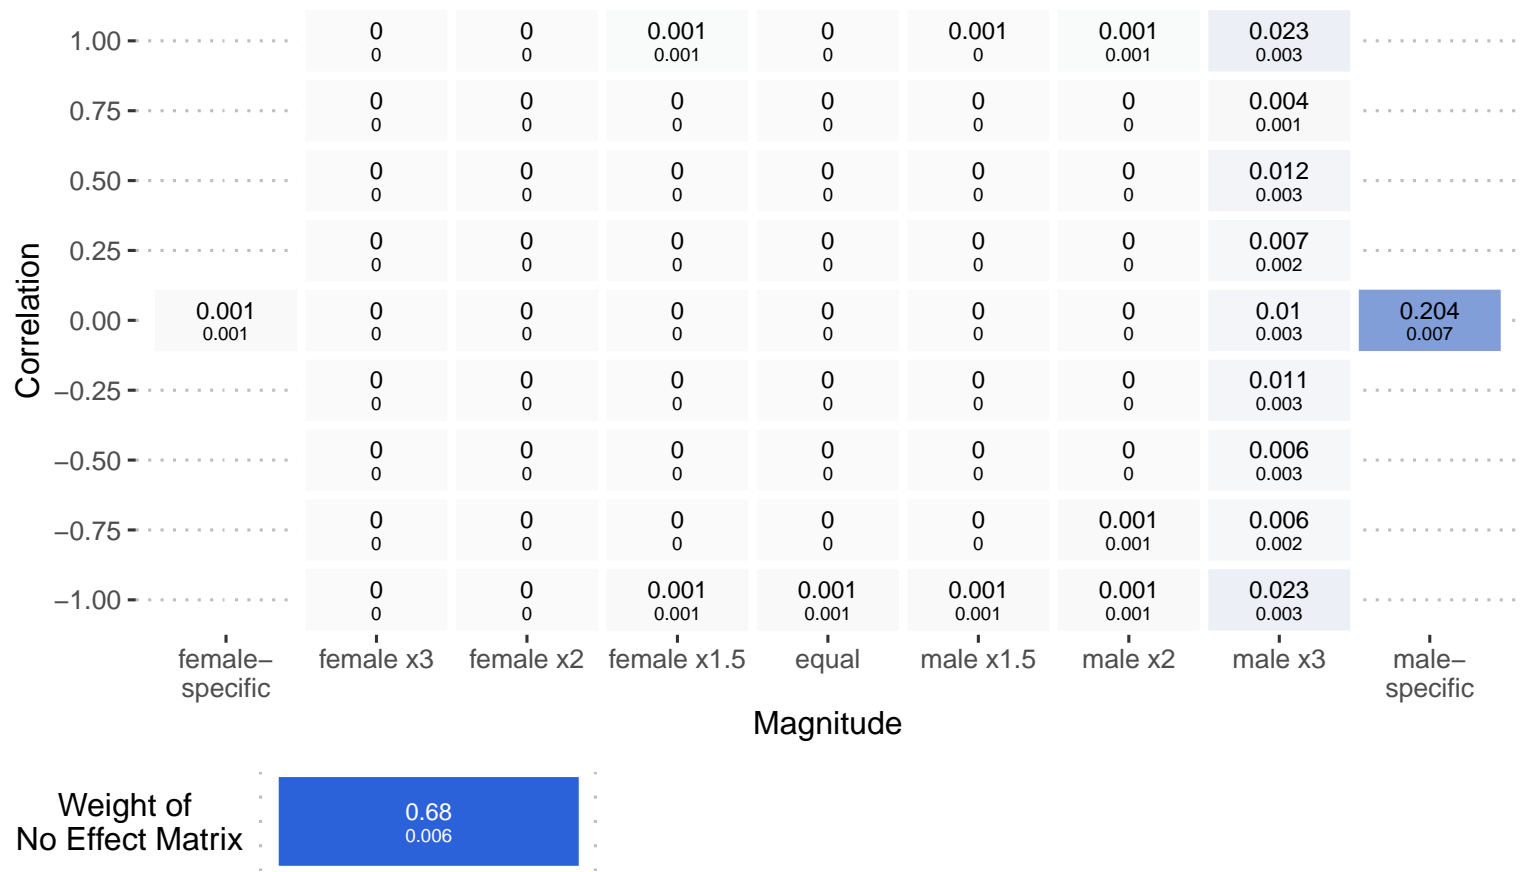 1.00 0 0 0.001 0 0.001 0.001 0.023
0 0 0.001 0 0 0.001 0.003
0.75 0 0 0 0 0 0 0.004
0 0 0 0 0 0 0.001
0.50 0 0 0 0 0 0 0.012
0 0 0 0 0 0 0.003
0.25 0 0 0 0 0 0 0.007
0 0 0 0 0 0 0.002
Correlation
0.00 0.001 0 0 0 0 0 0 0.01 0.204
0.001 0 0 0 0 0 0 0.003 0.007
−0.25 0 0 0 0 0 0 0.011
0 0 0 0 0 0 0.003
−0.50 0 0 0 0 0 0 0.006
0 0 0 0 0 0 0.003
−0.75 0 0 0 0 0 0.001 0.006
0 0 0 0 0 0.001 0.002
−1.00 0 0 0.001 0.001 0.001 0.001 0.023
0 0 0.001 0.001 0.001 0.001 0.003
female− female x3 female x2 female x1.5 equal male x1.5 male x2 male x3 male−
specific specific
Magnitude
Weight of
No Effect Matrix
0.68
0.006